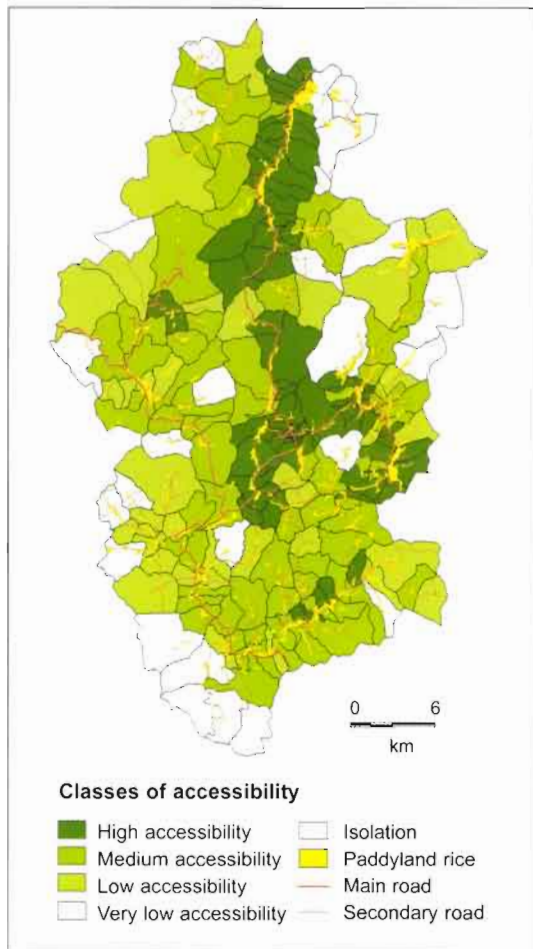 0 6
km
Classes of accessibility
High accessibility
Medium accessibility
Low accessibility
Very low accessibility
Isolation
Paddyland rice
Main road
Secondary road